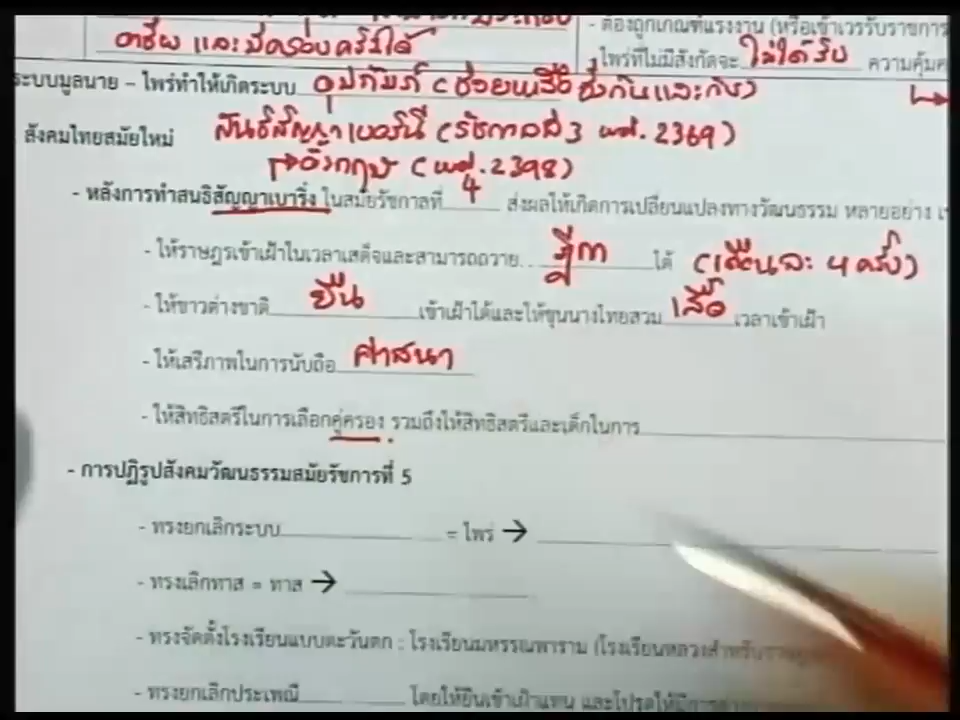 อาชีพ และมีครอบครัวได้
- ต้องถูกเกณฑ์แรงงาน (หรือเข้าเวรรับราชการ
ไพร่ที่ไม่มีสังกัดจะ ไม่ได้รับ ความคุ้มค
ระบบมูลนาย – ไพร่ทำให้เกิดระบบ อุปถัมภ์ (ช่วยเหลือซึ่งกันและกัน)
สังคมไทยสมัยใหม่ สนธิสัญญาเบอร์นี (รัชกาลที่ 3 พศ. 2369)
→ อังกฤษ (พศ. 2398)
- หลังการทำสนธิสัญญาเบาริ่ง ในสมัยรัชกาลที่ 4 ส่งผลให้เกิดการเปลี่ยนแปลงทางวัฒนธรรม หลายอย่าง เ
- ให้ราษฎรเข้าเฝ้าในเวลาเสด็จและสามารถถวาย.. ฎีกา ได้ (เดือนละ 4 ครั้ง)
- ให้ชาวต่างชาติ ยืน เข้าเฝ้าได้และให้ขุนนางไทยสวม เสื้อ เวลาเข้าเฝ้า
- ให้เสรีภาพในการนับถือ ศาสนา
- ให้สิทธิสตรีในการเลือกคู่ครอง รวมถึงให้สิทธิสตรีและเด็กในการ
- การปฏิรูปสังคมวัฒนธรรมสมัยรัชการที่ 5
- ทรงยกเลิกระบบ = ไพร่ →
- ทรงเลิกทาส = ทาส →
- ทรงจัดตั้งโรงเรียนแบบตะวันตก : โรงเรียนมหรรณพาราม (โรงเรียนหลวงสำหรับ
- ทรงยกเลิกประเพณี โดยให้ยืนเข้าเฝ้าแทน และโปรดให้มีการ